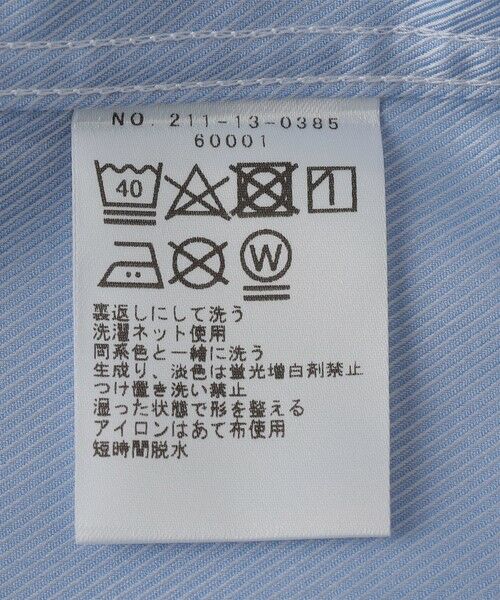 NO. 211-13-0385
60001
40
W
裏返しにして洗う
洗濯ネット使用
同系色と一緒に洗う
生成り、淡色は蛍光増白剤禁止
つけ置き洗い禁止
湿った状態で形を整える
アイロンはあて布使用
短時間脱水